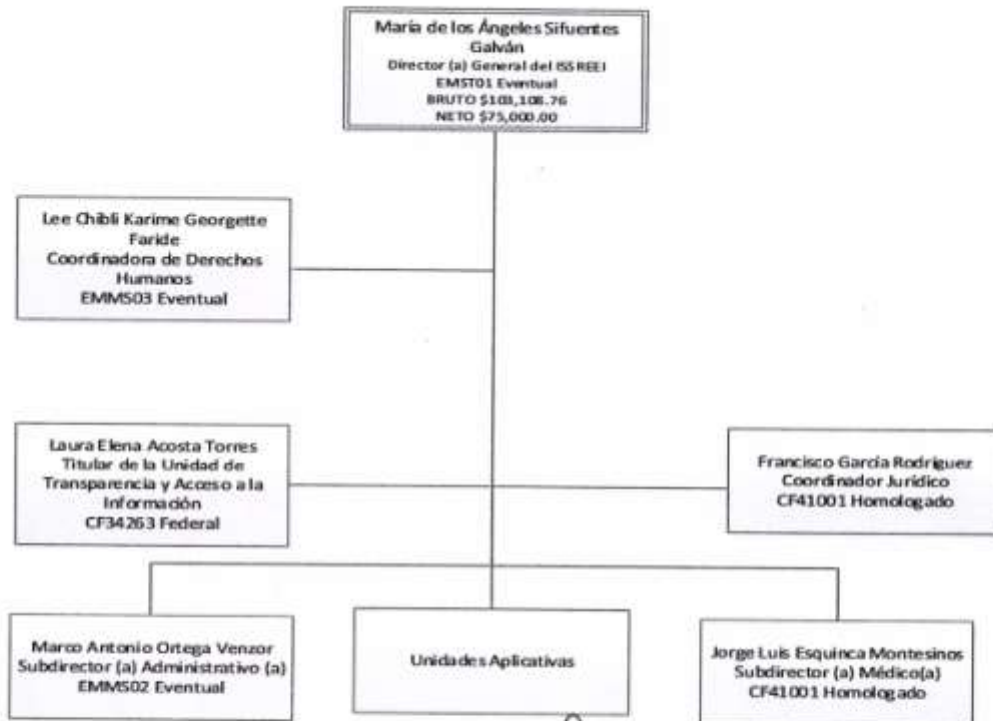 María de los Ángeles Sifuentes
Galván
Director (a) General del ISSREEI
EMST01 Eventual
BRUTO $103,108.76
NETO $75,000.00
Lee Chibli Karime Georgette
Faride
Coordinadora de Derechos
Humanos
EMMS03 Eventual
Laura Elena Acosta Torres
Titular de la Unidad de
Transparencia y Acceso a la
Información
CF34263 Federal
Francisco García Rodríguez
Coordinador Jurídico
CF41001 Homologado
Marco Antonio Ortega Venzor
Subdirector (a) Administrativo (a)
EMMS02 Eventual
Unidades Aplicativas
Jorge Luis Esquinca Montesinos
Subdirector (a) Médico(a)
CF41001 Homologado